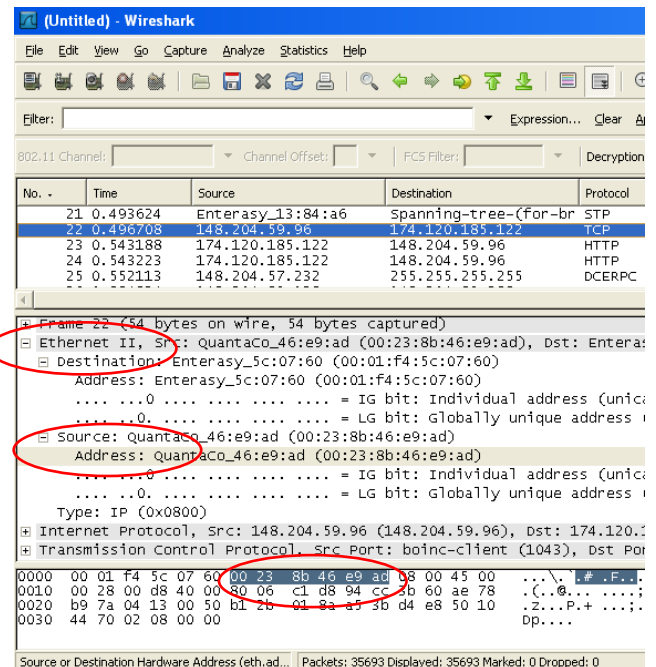 (Untitled) - Wireshark
File Edit View Go Capture Analyze Statistics Help
Filter: Expression... Clear
802.11 Channel: Channel Offset: FCS Filter: Decryption
No. - Time Source Destination Protocol
21 0.493624 Enterasy_13:84:a6 Spanning-tree-(for-br STP
22 0.496708 148.204.59.96 174.120.185.122 TCP
23 0.543188 174.120.185.122 148.204.59.96 HTTP
24 0.543223 174.120.185.122 148.204.59.96 HTTP
25 0.552113 148.204.57.232 255.255.255.255 DCERPC
Frame 22 (54 bytes on wire, 54 bytes captured)
Ethernet II, Src: QuantaCo_46:e9:ad (00:23:8b:46:e9:ad), Dst: Enteras
Destination: Enterasy_5c:07:60 (00:01:f4:5c:07:60)
Address: Enterasy_5c:07:60 (00:01:f4:5c:07:60)
.... ...0 .... .... .... .... = IG bit: Individual address (unica
.... ..0. .... .... .... .... = LG bit: Globally unique address
Source: QuantaCo_46:e9:ad (00:23:8b:46:e9:ad)
Address: QuantaCo_46:e9:ad (00:23:8b:46:e9:ad)
.... ...0 .... .... .... .... = IG bit: Individual address (unica
.... ..0. .... .... .... .... = LG bit: Globally unique address
Type: IP (0x0800)
Internet Protocol, Src: 148.204.59.96 (148.204.59.96), Dst: 174.120.1
Transmission Control Protocol, Src Port: boinc-client (1043), Dst Por
0000 00 01 f4 5c 07 60 00 23 8b 46 e9 ad 08 00 45 00 ...\.`.# .F....E.
0010 00 28 00 d8 40 00 80 06 c1 d8 94 cc 3b 60 ae 78 .(..@... ....;
0020 b9 7a 04 13 00 50 b1 2b 01 8a a5 3b d4 e8 50 10 .z...P.+ ...;.
0030 44 70 02 08 00 00 Dp....
Source or Destination Hardware Address (eth.ad... Packets: 35693 Displayed: 35693 Marked: 0 Dropped: 0